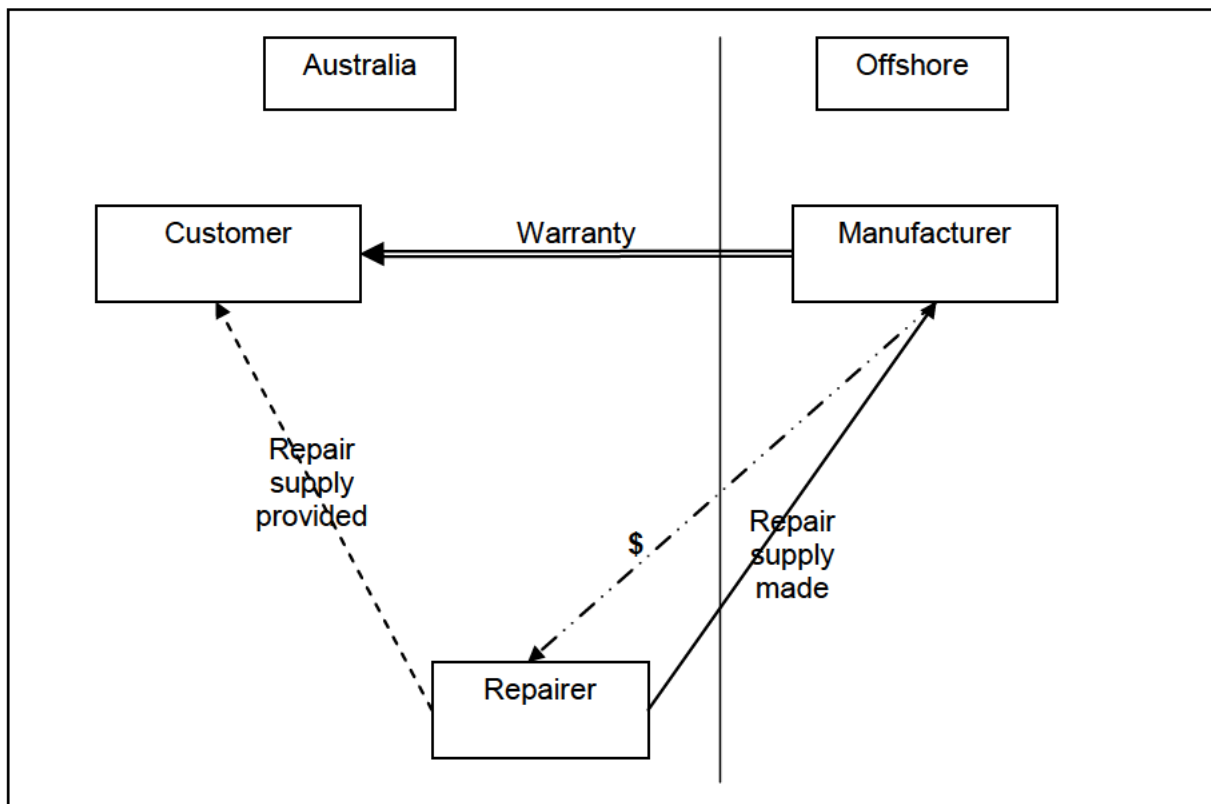 Australia
Offshore
Customer
Warranty
Manufacturer
Repair
supply
provided
$
Repair
supply
made
Repairer